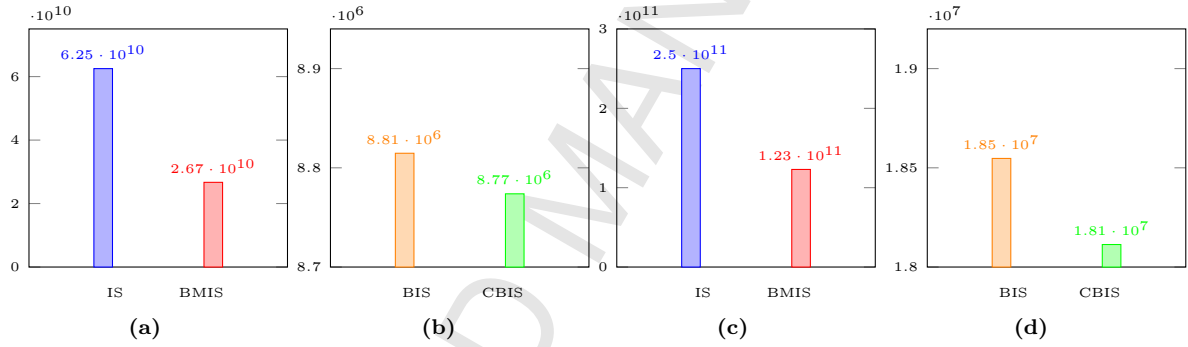 ·10^10
6
4
2
0
6.25 · 10^10
2.67 · 10^10
IS BMIS
(a)
·10^6
8.9
8.8
8.7
8.81 · 10^6
8.77 · 10^6
BIS CBIS
(b)
·10^11
3
2
1
0
2.5 · 10^11
1.23 · 10^11
IS BMIS
(c)
·10^7
1.9
1.85
1.8
1.85 · 10^7
1.81 · 10^7
BIS CBIS
(d)
D MAN